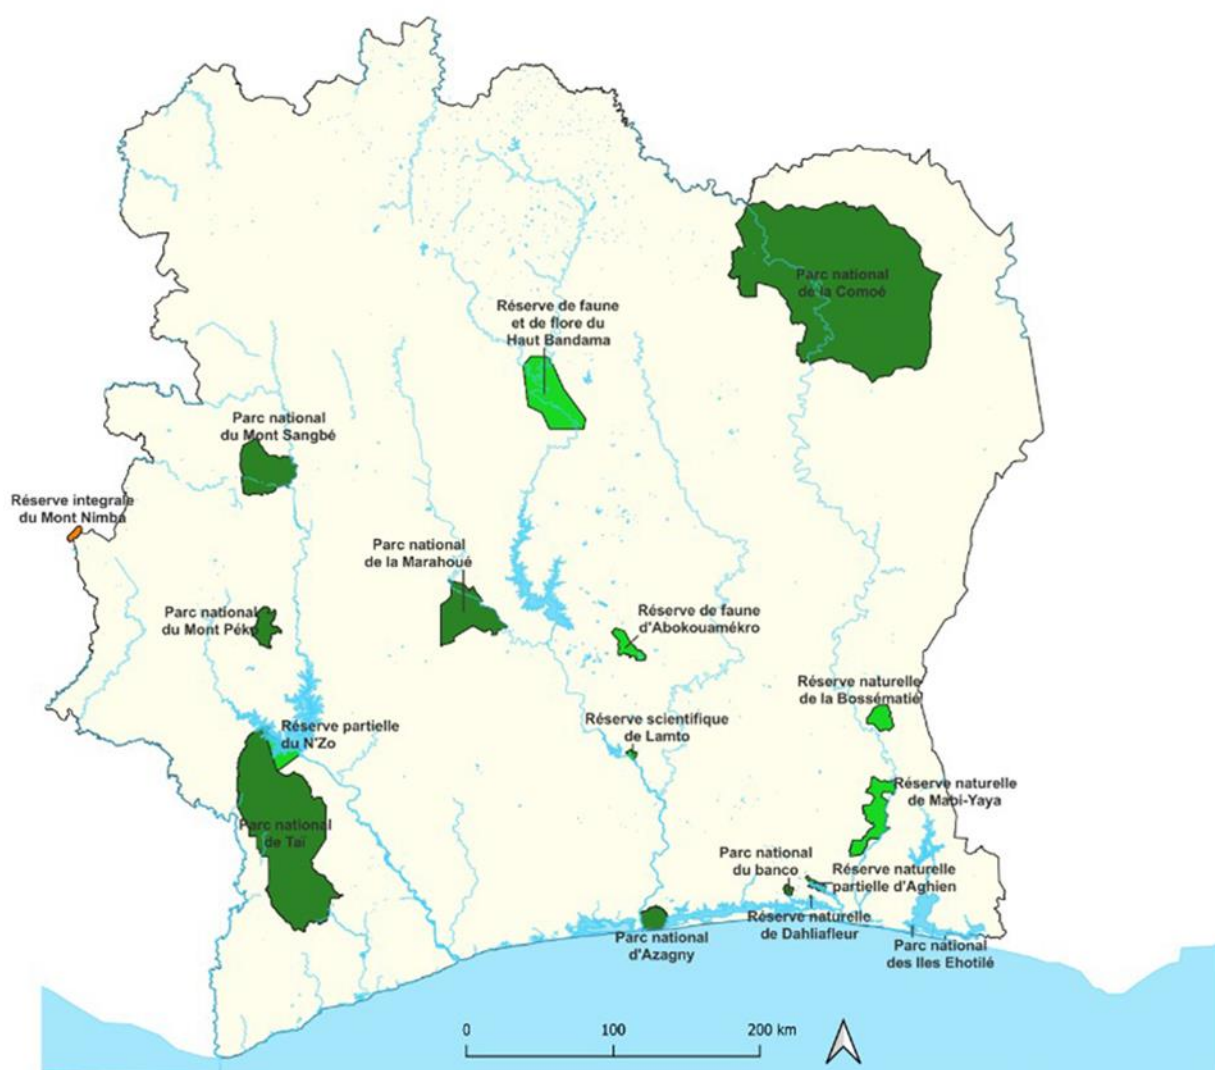 Parc national
de la Comoé
Réserve de faune
et de flore du
Haut Bandama
Parc national
du Mont Sangbé
Réserve integrale
du Mont Nimba
Parc national
de la Marahoué
Parc national
du Mont Péko
Réserve de faune
d'Abokouamékro
Réserve naturelle
de la Bossématié
Réserve scientifique
de Lamto
Réserve partielle
du N'Zo
Réserve naturelle
de Mabi-Yaya
Parc national
de Taï
Parc national
du banco
Réserve naturelle
partielle d'Aghien
Réserve naturelle
de Dahliafleur
Parc national
d'Azagny
Parc national
des Iles Ehotilé
0 100 200 km